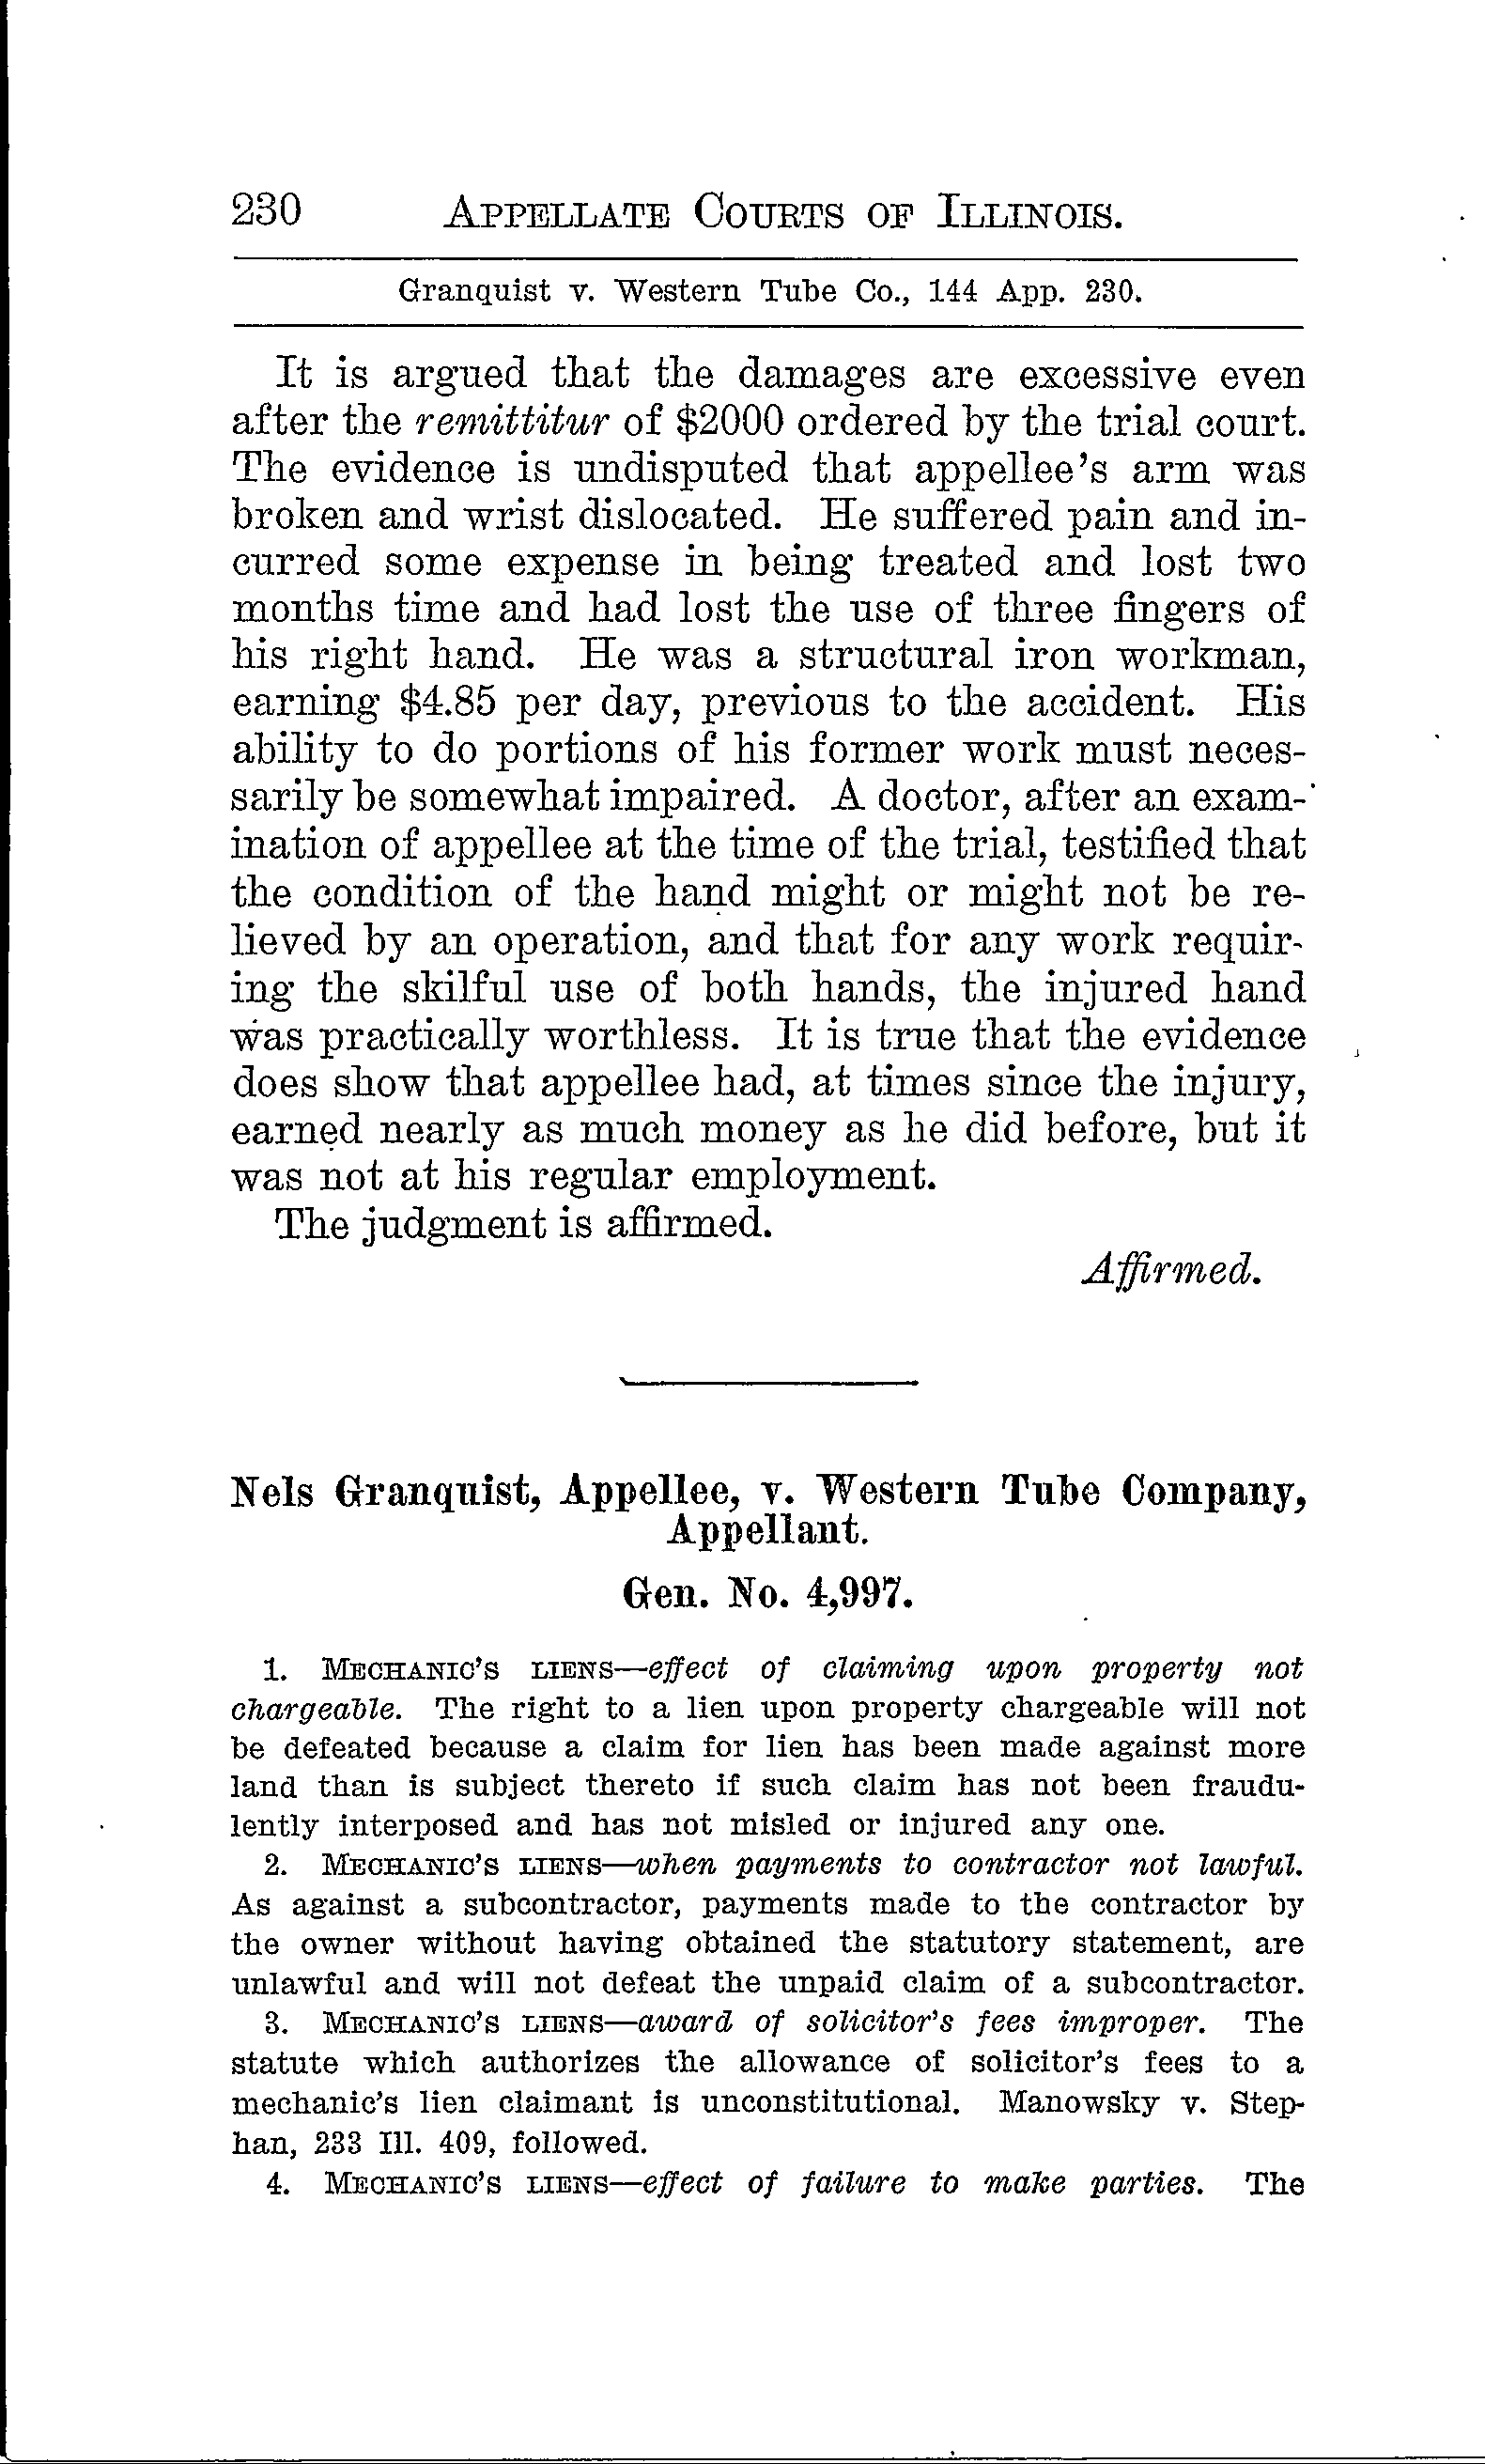 230 APPELLATE COURTS OF ILLINOIS.
Granquist v. Western Tube Co., 144 App. 230.
It is argued that the damages are excessive even
after the remittitur of $2000 ordered by the trial court.
The evidence is undisputed that appellee's arm was
broken and wrist dislocated. He suffered pain and in-
curred some expense in being treated and lost two
months time and had lost the use of three fingers of
his right hand. He was a structural iron workman,
earning $4.85 per day, previous to the accident. His
ability to do portions of his former work must neces-
sarily be somewhat impaired. A doctor, after an exam-
ination of appellee at the time of the trial, testified that
the condition of the hand might or might not be re-
lieved by an operation, and that for any work requir-
ing the skilful use of both hands, the injured hand
was practically worthless. It is true that the evidence
does show that appellee had, at times since the injury,
earned nearly as much money as he did before, but it
was not at his regular employment.
The judgment is affirmed.
Affirmed.
Nels Granquist, Appellee, v. Western Tube Company,
Appellant.
Gen. No. 4,997.
1. MECHANIC'S LIENS—effect of claiming upon property not
chargeable. The right to a lien upon property chargeable will not
be defeated because a claim for lien has been made against more
land than is subject thereto if such claim has not been fraudu-
lently interposed and has not misled or injured any one.
2. MECHANIC'S LIENS—when payments to contractor not lawful.
As against a subcontractor, payments made to the contractor by
the owner without having obtained the statutory statement, are
unlawful and will not defeat the unpaid claim of a subcontractor.
3. MECHANIC'S LIENS—award of solicitor's fees improper. The
statute which authorizes the allowance of solicitor's fees to a
mechanic's lien claimant is unconstitutional. Manowsky v. Step-
han, 233 Ill. 409, followed.
4. MECHANIC'S LIENS—effect of failure to make parties. The